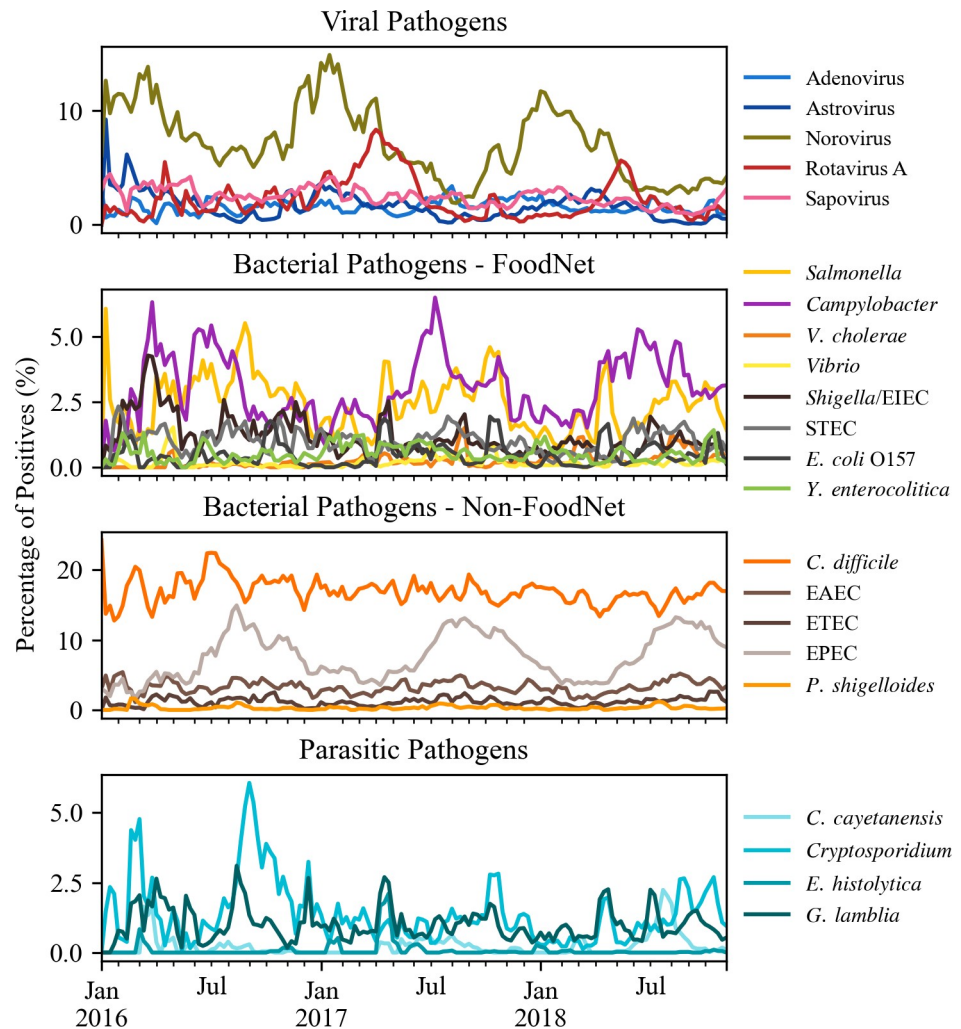 Viral Pathogens
10
0
Adenovirus
Astrovirus
Norovirus
Rotavirus A
Sapovirus
Bacterial Pathogens - FoodNet
5.0
2.5
0.0
Salmonella
Campylobacter
V. cholerae
Vibrio
Shigella/EIEC
STEC
E. coli O157
Y. enterocolitica
Percentage of Positives (%)
Bacterial Pathogens - Non-FoodNet
20
10
0
C. difficile
EAEC
ETEC
EPEC
P. shigelloides
Parasitic Pathogens
5.0
2.5
0.0
C. cayetanensis
Cryptosporidium
E. histolytica
G. lamblia
Jan Jul Jan Jul Jan Jul
2016 2017 2018